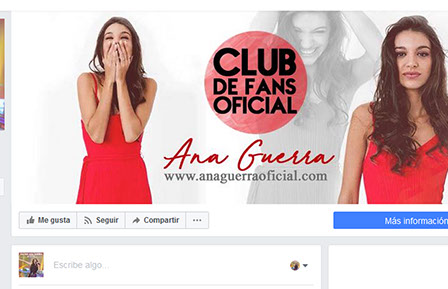 CLUB
DE FANS
OFICIAL
Ana Guerra
www.anaguerraoficial.com
Me gusta Seguir Compartir ... Más información
Escribe algo...